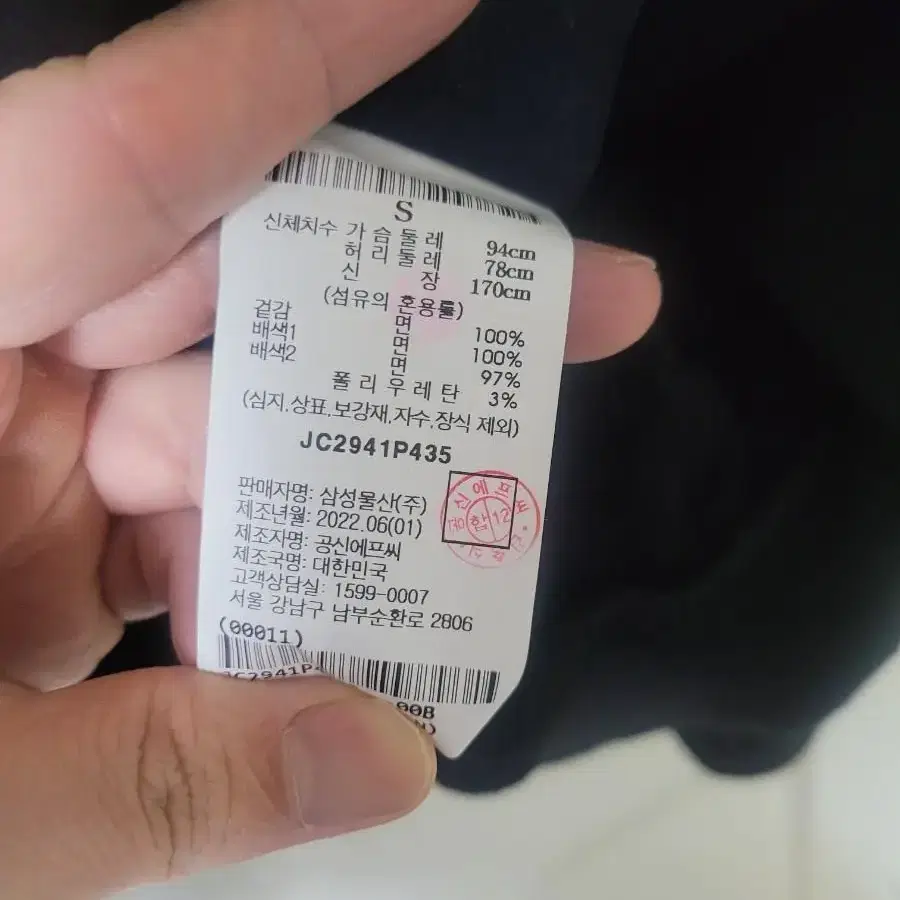 S
신체치수 가슴둘레 94cm
허리둘레 78cm
신장 170cm
(섬유의 혼용률)
겉감 면 100%
배색1 면 100%
배색2 면 97%
폴리우레탄 3%
(심지.상표.보강재.자수.장식 제외)
JC2941P435
판매자명: 삼성물산(주)
제조년월: 2022.06(01)
제조자명: 공신에프씨
제조국명: 대한민국
고객상담실: 1599-0007
서울 강남구 남부순환로 2806
(00011)
JC2941P4
008
합 12